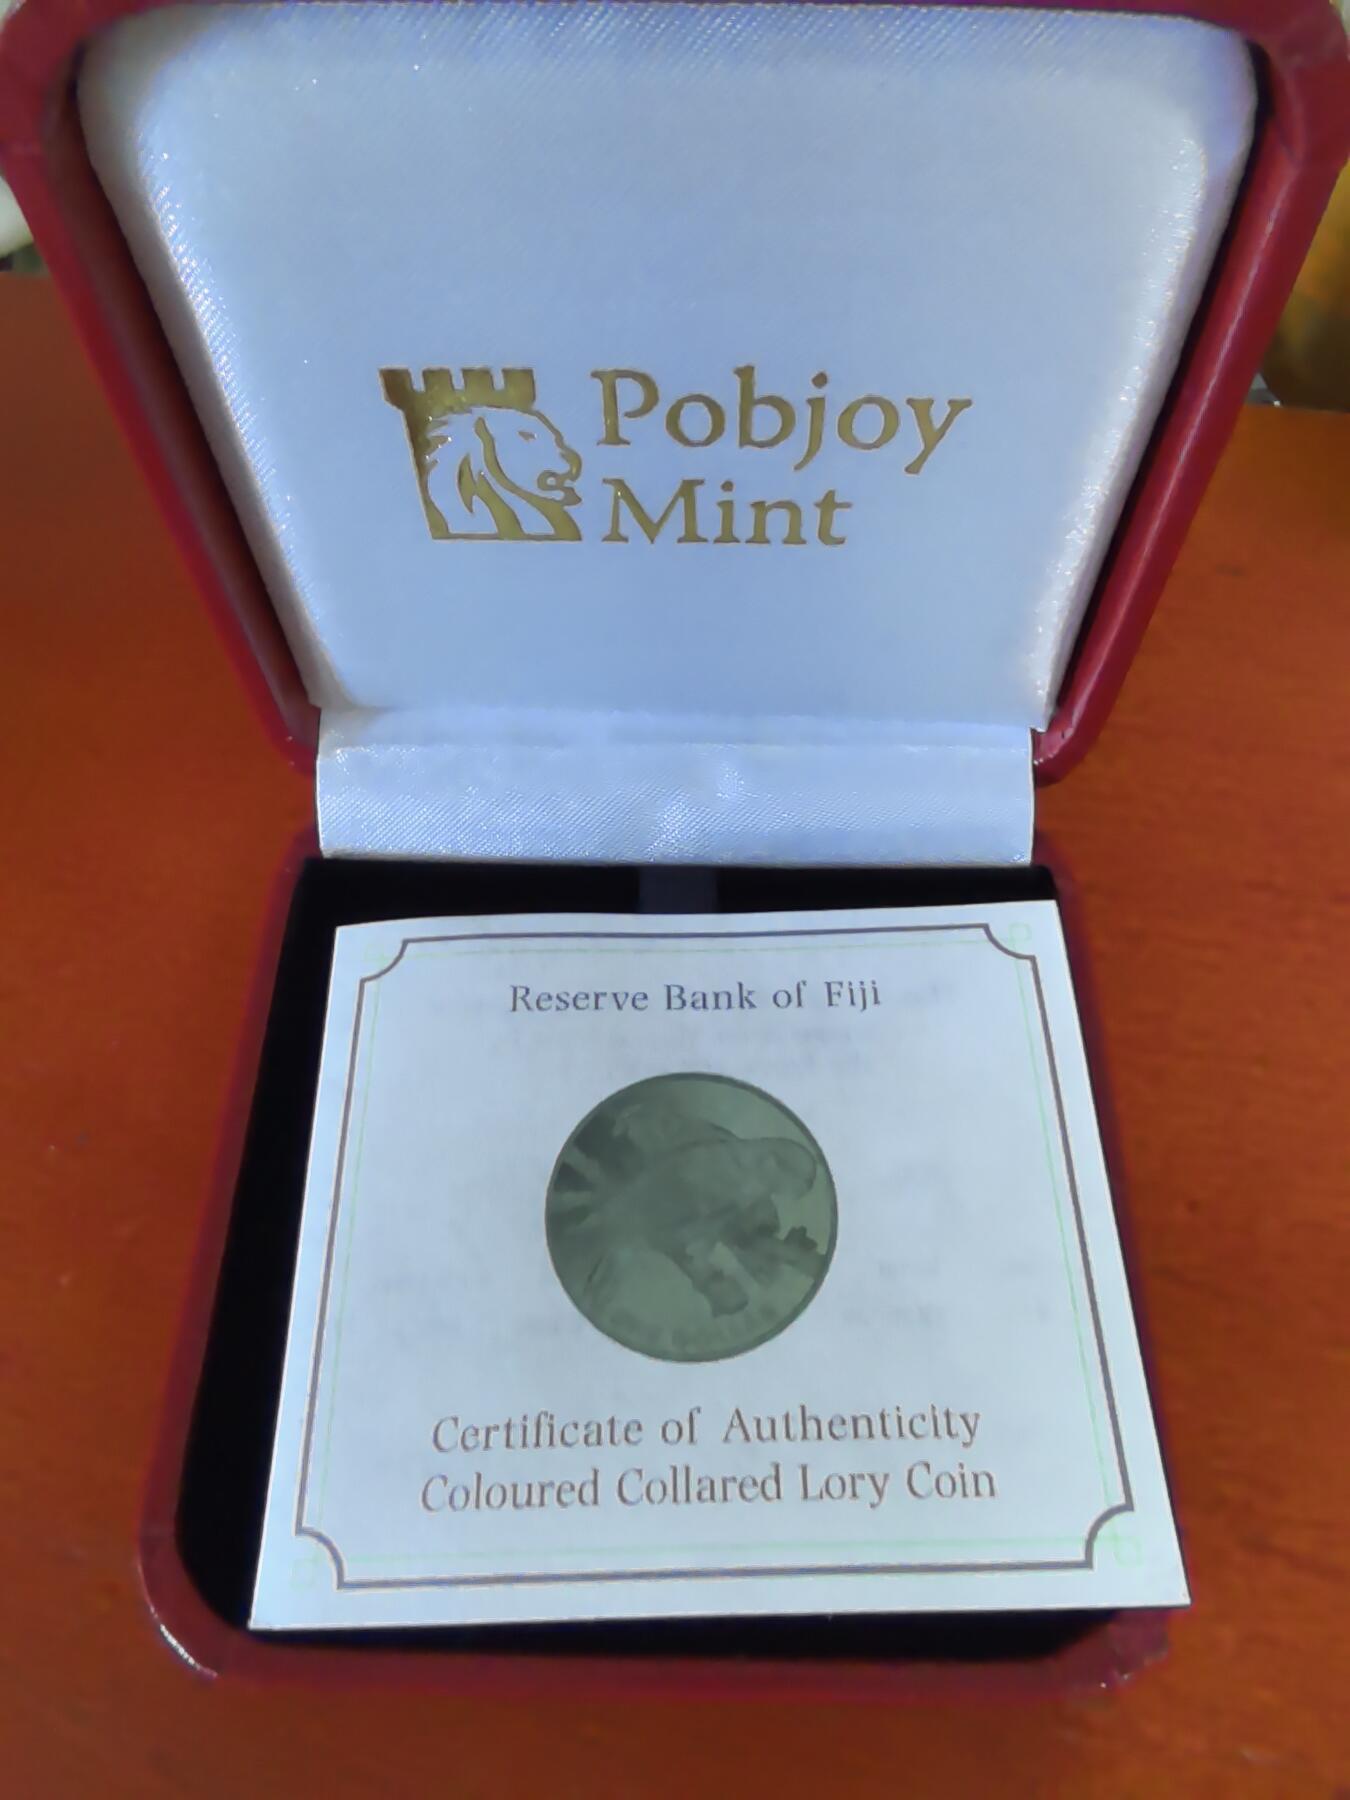 Pobjoy
Mint
Reserve Bank of Fiji
Certificate of Authenticity
Coloured Collared Lory Coin